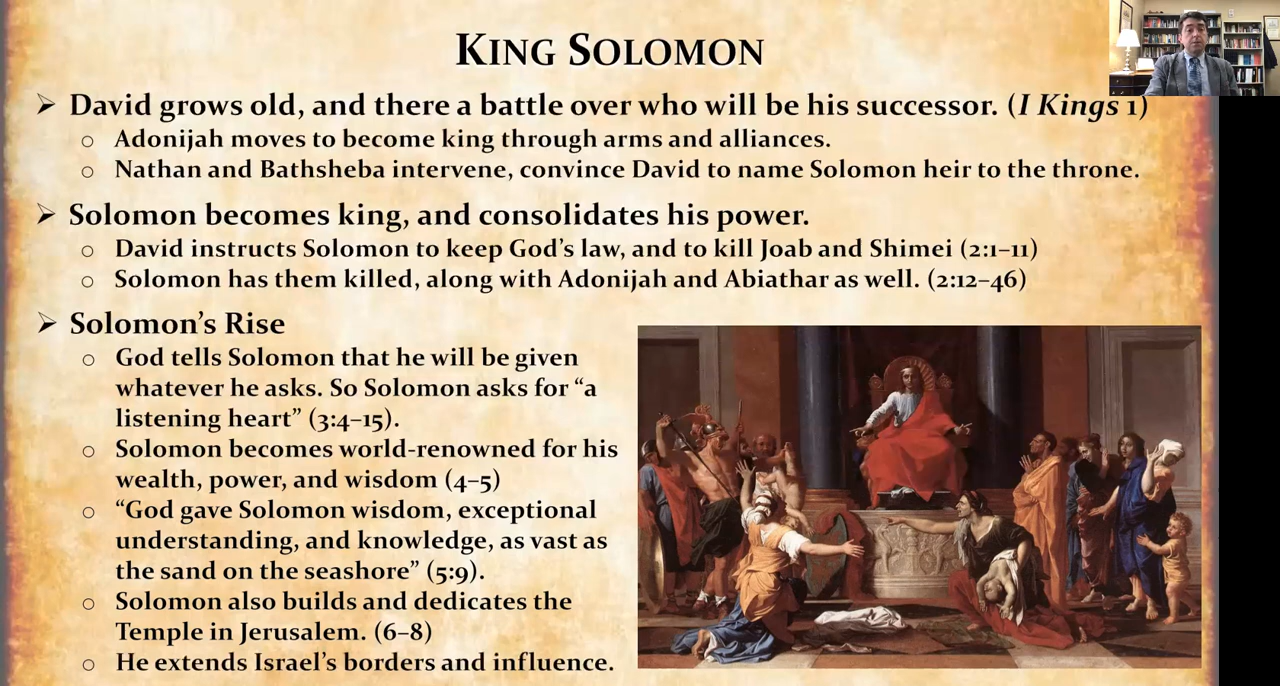 KING SOLOMON
➤ David grows old, and there a battle over who will be his successor. (I Kings 1)
○ Adonijah moves to become king through arms and alliances.
○ Nathan and Bathsheba intervene, convince David to name Solomon heir to the throne.
➤ Solomon becomes king, and consolidates his power.
○ David instructs Solomon to keep God's law, and to kill Joab and Shimei (2:1–11)
○ Solomon has them killed, along with Adonijah and Abiathar as well. (2:12–46)
➤ Solomon's Rise
○ God tells Solomon that he will be given
whatever he asks. So Solomon asks for “a
listening heart” (3:4–15).
○ Solomon becomes world-renowned for his
wealth, power, and wisdom (4–5)
○ “God gave Solomon wisdom, exceptional
understanding, and knowledge, as vast as
the sand on the seashore” (5:9).
○ Solomon also builds and dedicates the
Temple in Jerusalem. (6–8)
○ He extends Israel's borders and influence.